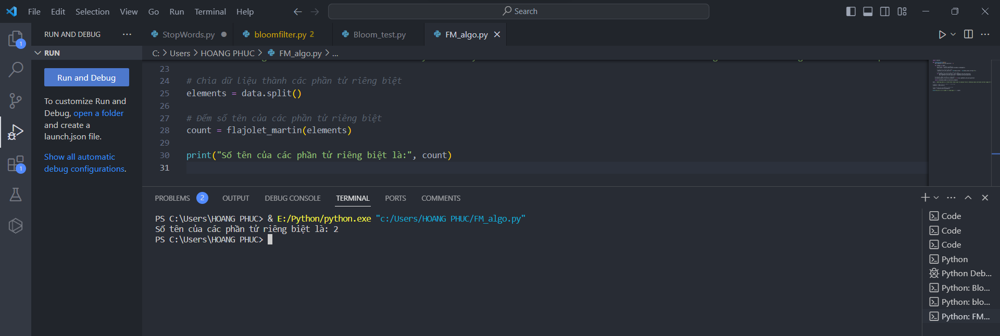 File Edit Selection View Go Run Terminal Help
Search
RUN AND DEBUG
StopWords.py
bloomfilter.py 2
Bloom_test.py
FM_algo.py
1
RUN
C: > Users > HOANG PHUC > FM_algo.py > ...
Run and Debug
To customize Run and
Debug, open a folder
and create a
launch.json file.
Show all automatic
debug configurations.
1
23
24 # Chia dữ liệu thành các phần tử riêng biệt
25 elements = data.split()
26
27 # Đếm số tên của các phần tử riêng biệt
28 count = flajolet_martin(elements)
29
30 print("Số tên của các phần tử riêng biệt là:", count)
31
PROBLEMS 2 OUTPUT DEBUG CONSOLE TERMINAL PORTS COMMENTS
PS C:\Users\HOANG PHUC> & E:/Python/python.exe "c:/Users/HOANG PHUC/FM_algo.py"
Số tên của các phần tử riêng biệt là: 2
PS C:\Users\HOANG PHUC>
Code
Code
Code
Python
Python Deb...
Python: Blo...
Python: blo...
Python: FM...